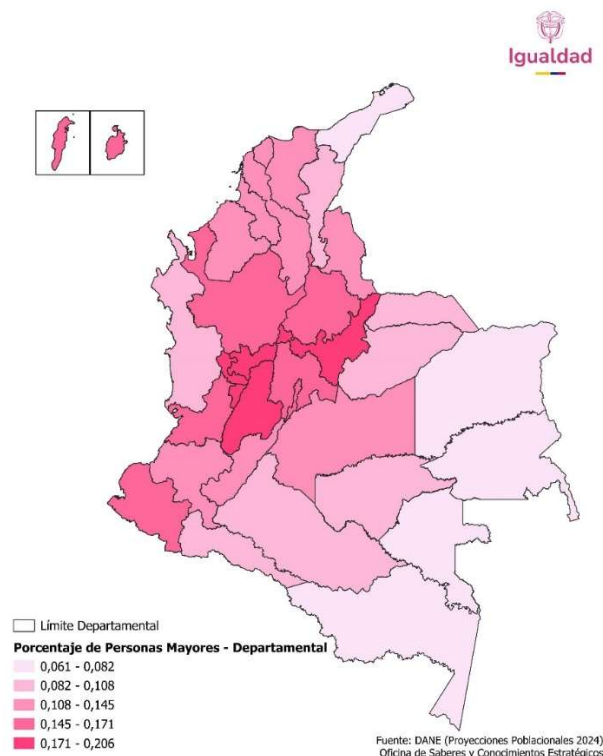 Igualdad
Límite Departamental
Porcentaje de Personas Mayores - Departamental
0,061 - 0,082
0,082 - 0,108
0,108 - 0,145
0,145 - 0,171
0,171 - 0,206
Fuente: DANE (Proyecciones Poblacionales 2024)
Oficina de Saberes y Conocimientos Estratégicos